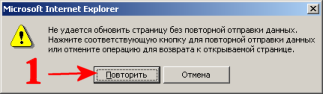 Microsoft Internet Explorer
Не удается обновить страницу без повторной отправки данных.
Нажмите соответствующую кнопку для повторной отправки данных
или отмените операцию для возврата к открываемой странице.
1
Повторить Отмена